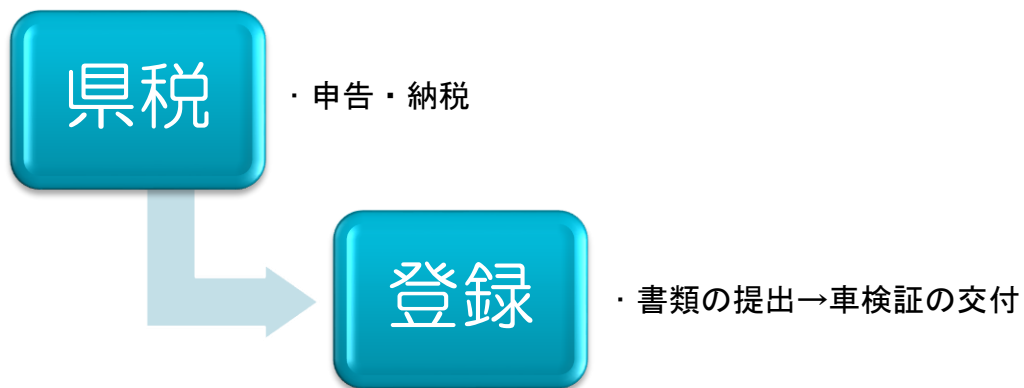 県税
・申告・納税
登録
・書類の提出→車検証の交付